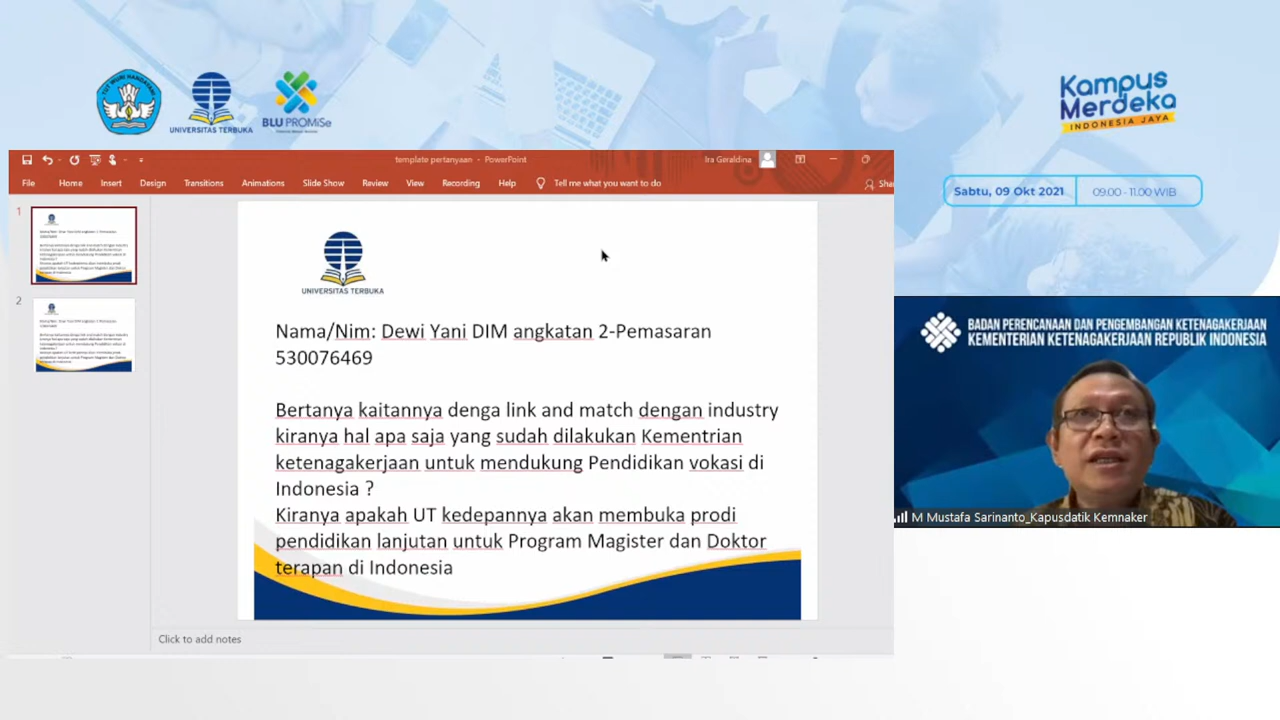 TUT WURI HANDAYANI
UNIVERSITAS TERBUKA
BLU PROMiSe
Kampus
Merdeka
INDONESIA JAYA
Sabtu, 09 Okt 2021
09.00 - 11.00 WIB
template pertanyaan - PowerPoint
Ira Geraldina
File Home Insert Design Transitions Animations Slide Show Review View Recording Help Tell me what you want to do
1
2
UNIVERSITAS TERBUKA
Nama/Nim: Dewi Yani DIM angkatan 2-Pemasaran
530076469
Bertanya kaitannya denga link and match dengan industry
kiranya hal apa saja yang sudah dilakukan Kementrian
ketenagakerjaan untuk mendukung Pendidikan vokasi di
Indonesia ?
Kiranya apakah UT kedepannya akan membuka prodi
pendidikan lanjutan untuk Program Magister dan Doktor
terapan di Indonesia
Click to add notes
BADAN PERENCANAAN DAN PENGEMBANGAN KETENAGAKERJAAN
KEMENTERIAN KETENAGAKERJAAN REPUBLIK INDONESIA
M Mustafa Sarinanto_Kapusdatik Kemnaker